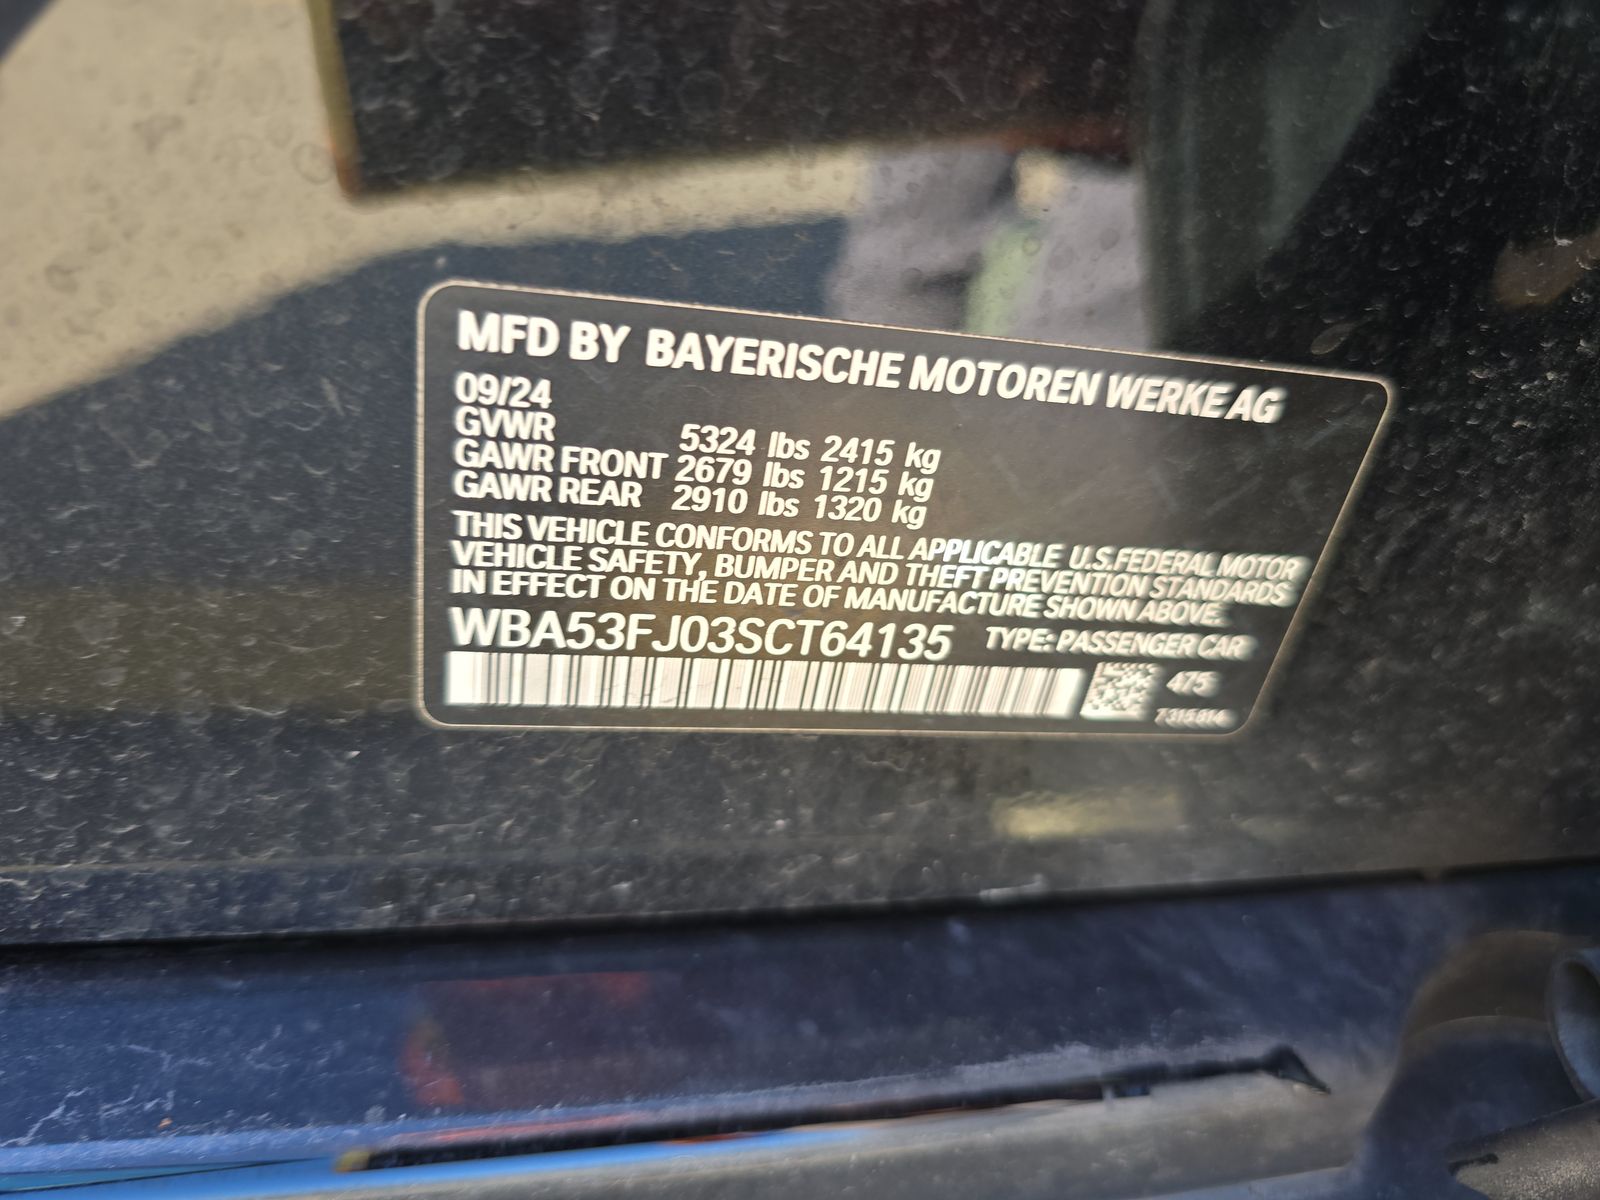 MFD BY BAYERISCHE MOTOREN WERKE AG
09/24
GVWR 5324 lbs 2415 kg
GAWR FRONT 2679 lbs 1215 kg
GAWR REAR 2910 lbs 1320 kg
THIS VEHICLE CONFORMS TO ALL APPLICABLE U.S.FEDERAL MOTOR
VEHICLE SAFETY, BUMPER AND THEFT PREVENTION STANDARDS
IN EFFECT ON THE DATE OF MANUFACTURE SHOWN ABOVE.
WBA53FJ03SCT64135 TYPE: PASSENGER CAR
475
7315814